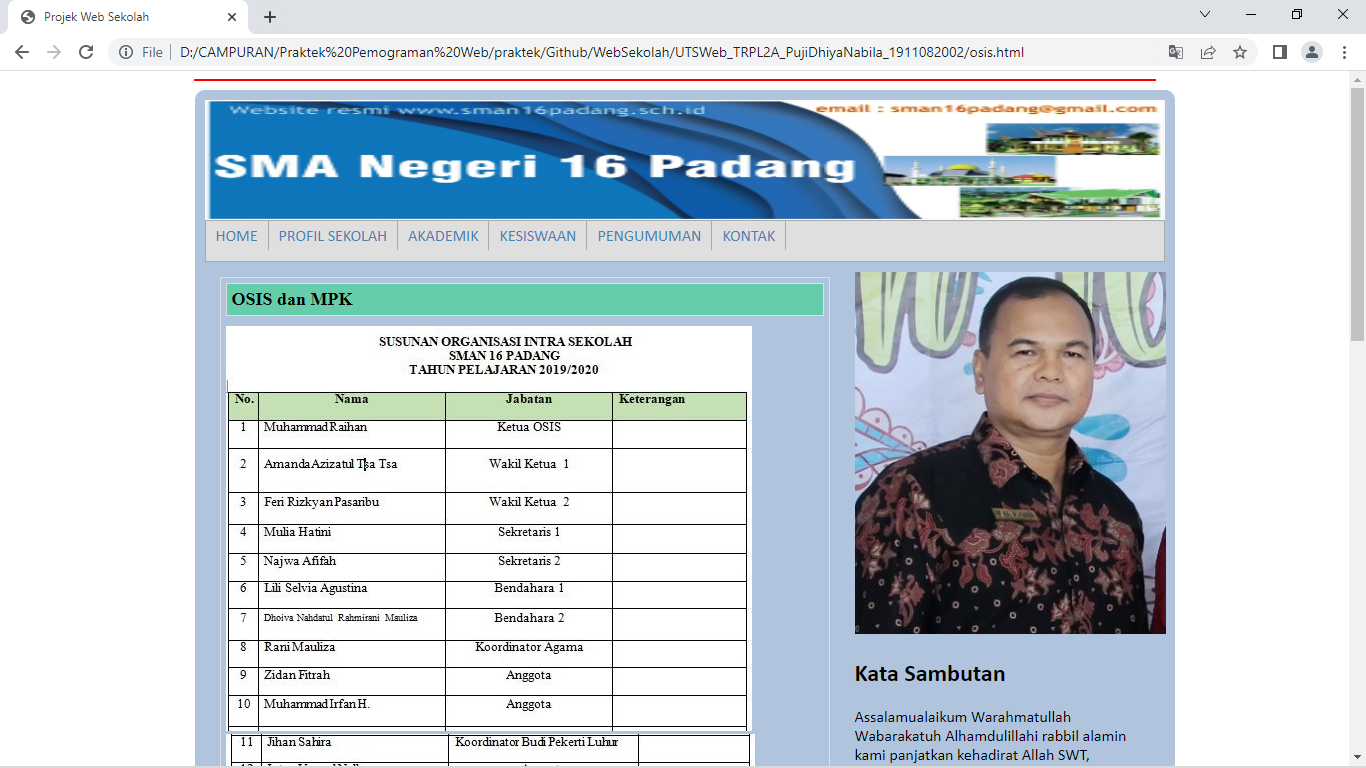 Projek Web Sekolah
File | D:/CAMPURAN/Praktek%20Pemograman%20Web/praktek/Github/WebSekolah/UTSWeb_TRPL2A_PujiDhiyaNabila_1911082002/osis.html
Website resmi www.sman16padang.sch.id
email : sman16padang@gmail.com
SMA Negeri 16 Padang
HOME PROFIL SEKOLAH AKADEMIK KESISWAAN PENGUMUMAN KONTAK
OSIS dan MPK
SUSUNAN ORGANISASI INTRA SEKOLAH
SMAN 16 PADANG
TAHUN PELAJARAN 2019/2020
No. Nama Jabatan Keterangan
1 Muhammad Raihan Ketua OSIS
2 Amanda Azizatul Tsa Tsa Wakil Ketua 1
3 Feri Rizkyan Pasaribu Wakil Ketua 2
4 Mulia Hatini Sekretaris 1
5 Najwa Afifah Sekretaris 2
6 Lili Selvia Agustina Bendahara 1
7 Dhoiva Nahdatul Rahmirani Mauliza Bendahara 2
8 Rani Mauliza Koordinator Agama
9 Zidan Fitrah Anggota
10 Muhammad Irfan H. Anggota
11 Jihan Sahira Koordinator Budi Pekerti Luhur
Kata Sambutan
Assalamualaikum Warahmatullah
Wabarakatuh Alhamdulillahi rabbil alamin
kami panjatkan kehadirat Allah SWT,